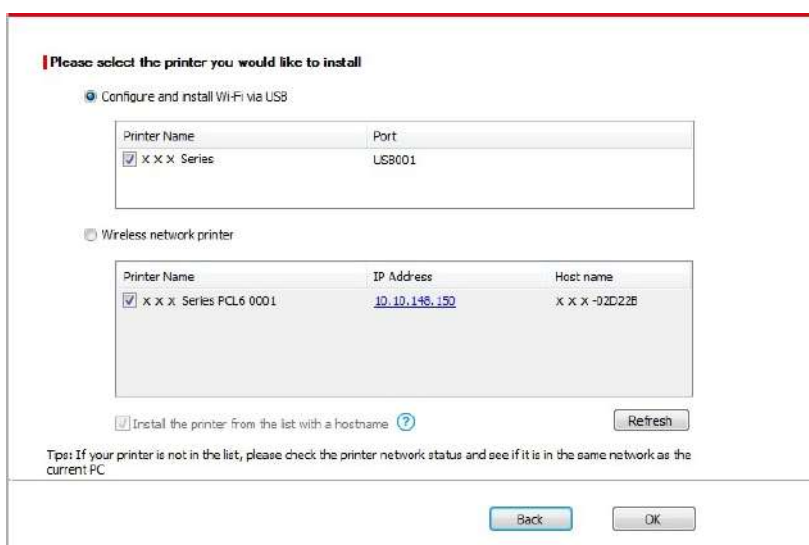 Please select the printer you would like to install
Configure and install Wi-Fi via USB
Printer Name Port
X X X Series USB001
Wireless network printer
Printer Name IP Address Host name
X X X Series PCL6 0001 10.10.148.150 X X X -02D22B
Install the printer from the list with a hostname ?
Refresh
Tips: If your printer is not in the list, please check the printer network status and see if it is in the same network as the
current PC
Back OK